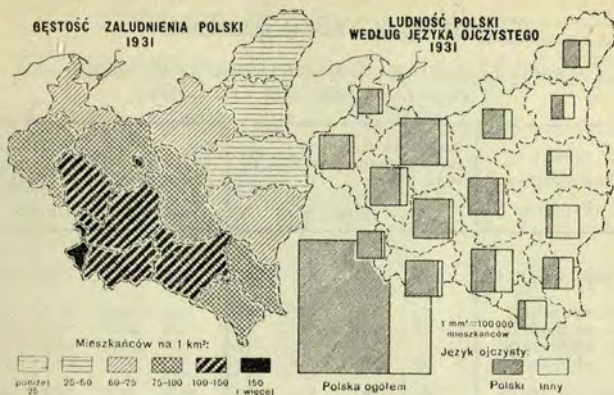 GĘSTOŚĆ ZALUDNIENIA POLSKI
1931
Mieszkańców na 1 km²:
poniżej
25
25-50
60-75
75-100
100-150
150
i więcej
LUDNOŚĆ POLSKI
WEDŁUG JĘZYKA OJCZYSTEGO
1931
1 mm²=100 000
mieszkańców
Język ojczysty:
Polski
Inny
Polska ogółem